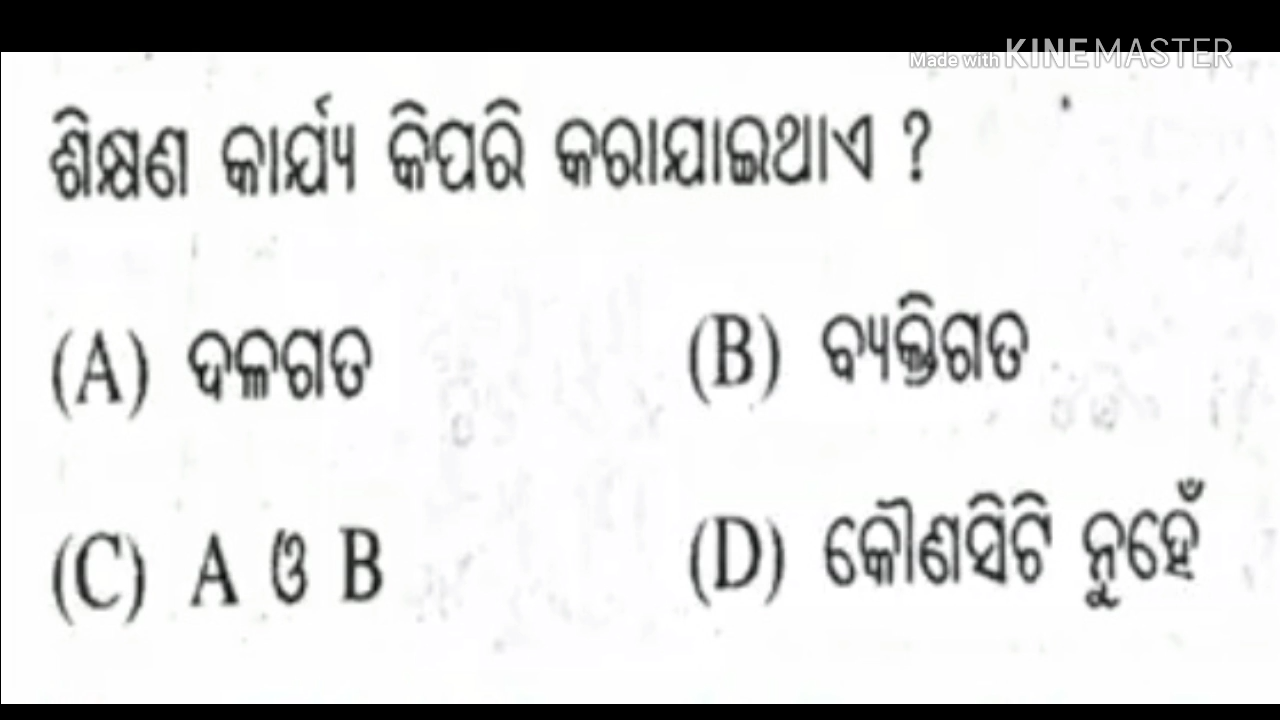 Made with KINEMASTER
ଶିକ୍ଷଣ କାର୍ଯ୍ୟ କିପରି କରାଯାଇଥାଏ ?
(A) ଦଳଗତ (B) ବ୍ୟକ୍ତିଗତ
(C) A ଓ B (D) କୌଣସିଟି ନୁହେଁ